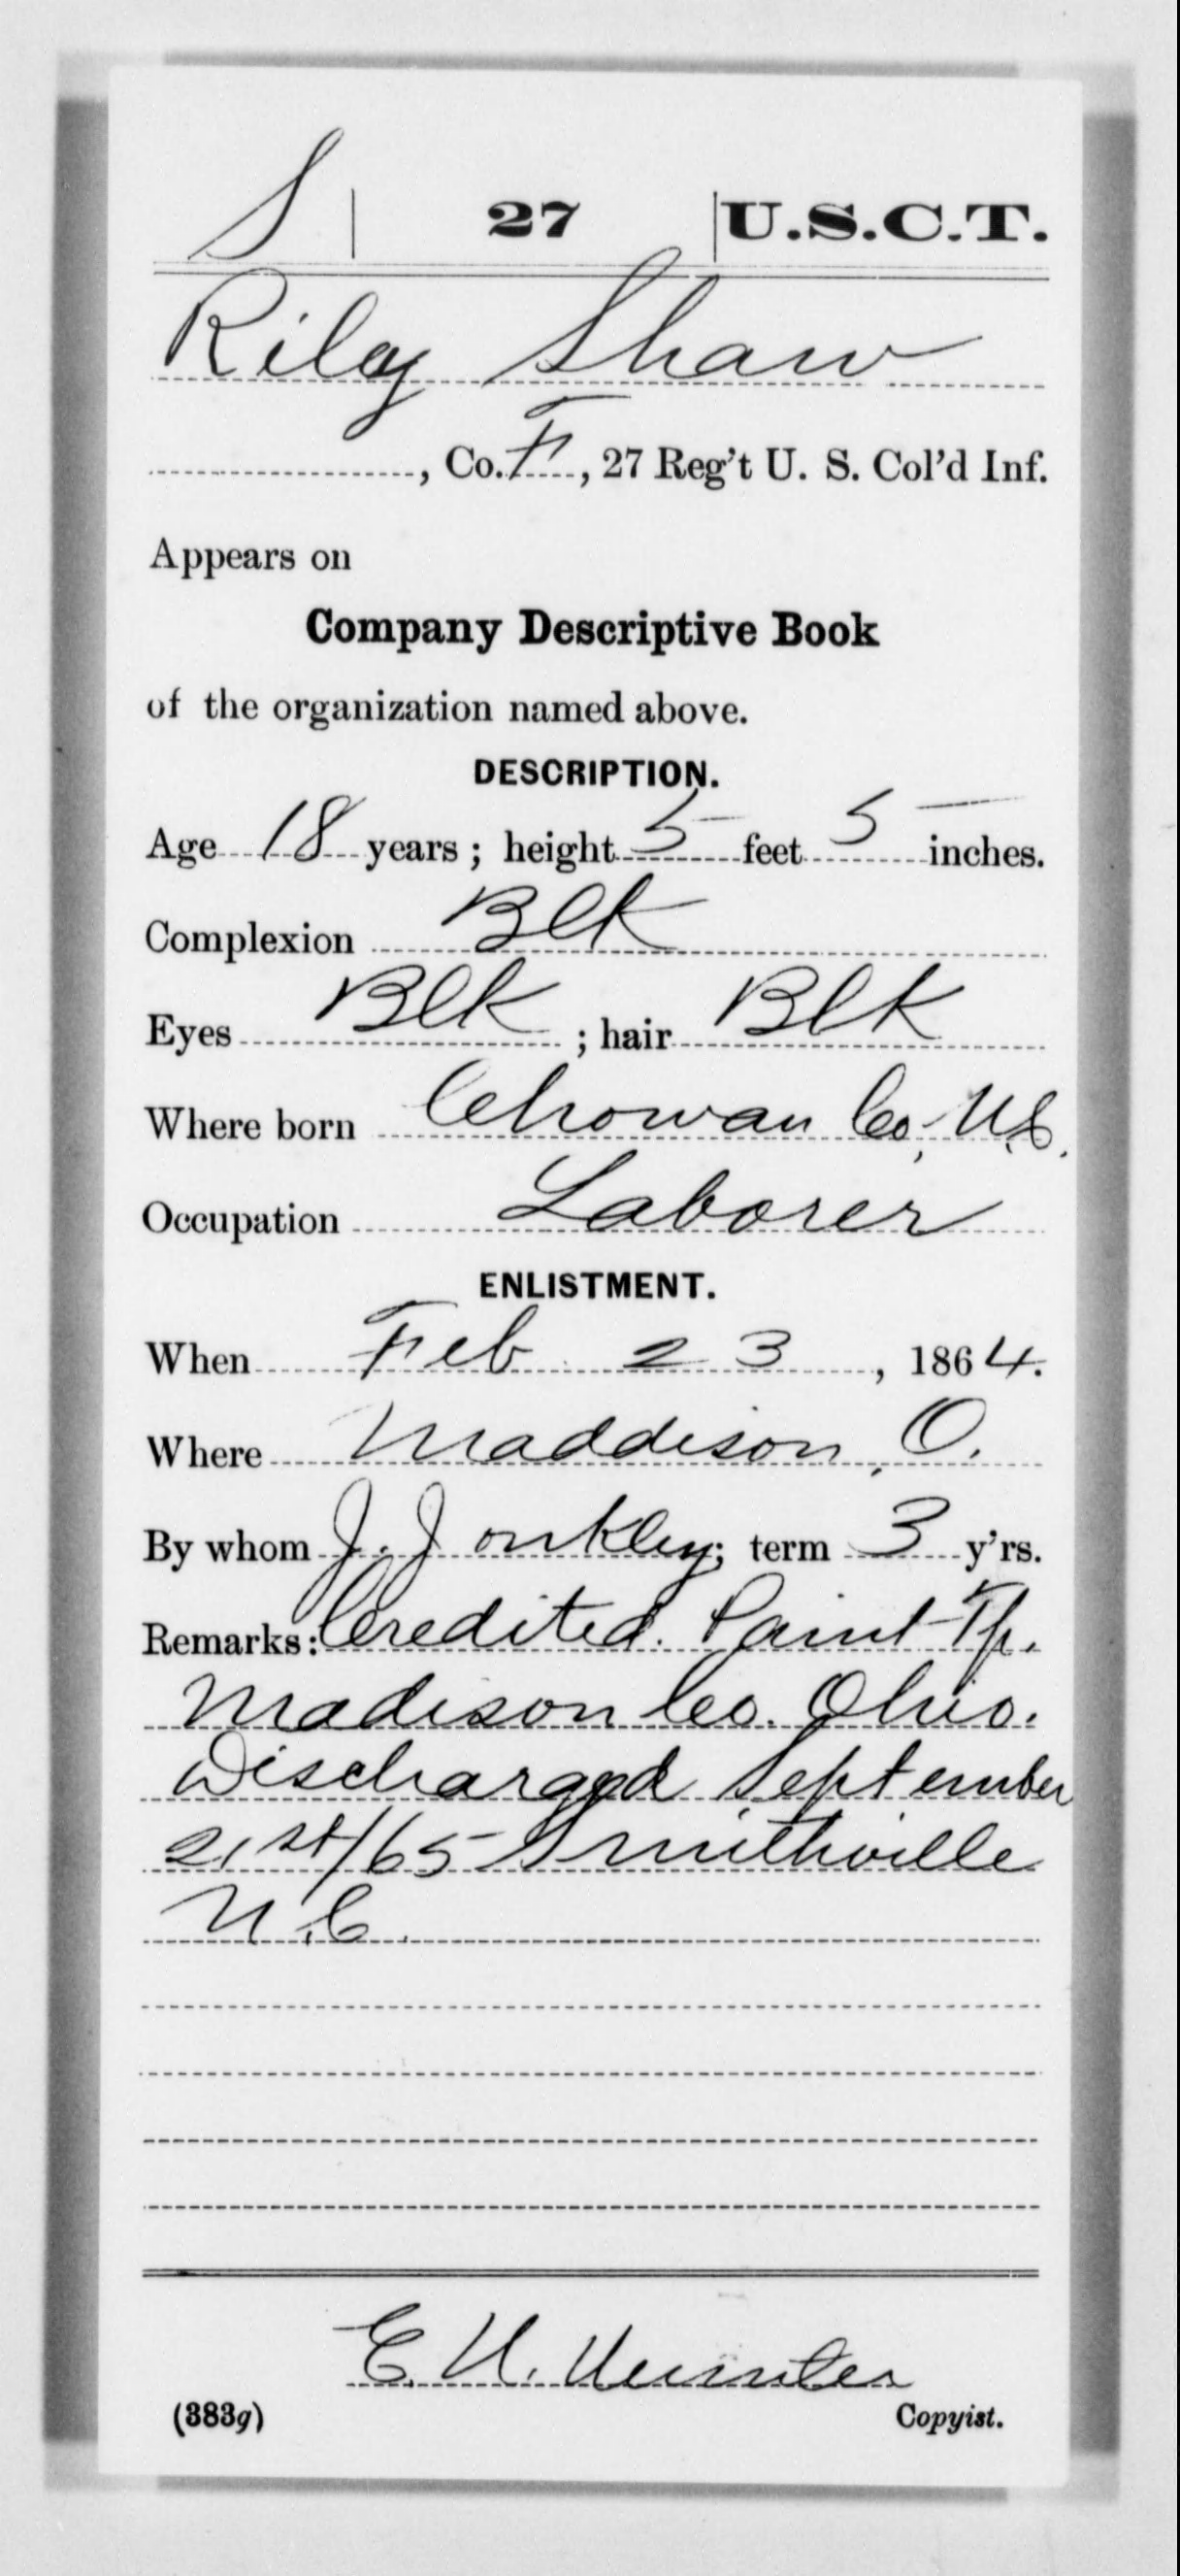 S | 27 | U.S.C.T.
Riley Shaw
, Co. F, 27 Reg't U. S. Col'd Inf.
Appears on
Company Descriptive Book
of the organization named above.
DESCRIPTION.
Age 18 years; height 5 feet 5 inches.
Complexion Blk
Eyes Blk; hair Blk
Where born Chowan Co, N.C.
Occupation Laborer
ENLISTMENT.
When Feb 23, 1864.
Where Maddison, O.
By whom J. Jonkley; term 3 y'rs.
Remarks: Credited Paint Tp.
Madison Co. Ohio.
Discharged September
21st/65 Smithville
N.C.
E. U.
(383g) Copyist.